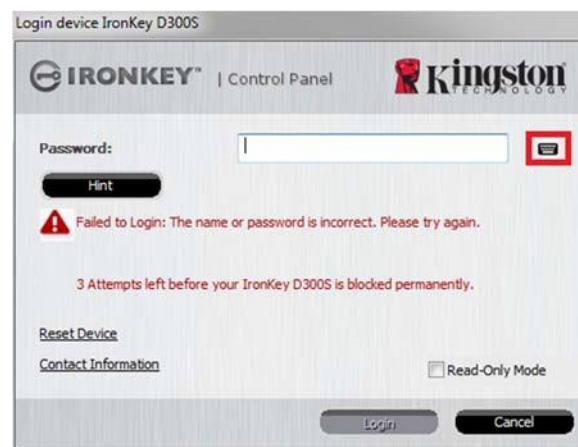 Login device IronKey D300S
IRONKEY™ | Control Panel
Kingston
TECHNOLOGY
Password:
Hint
Failed to Login: The name or password is incorrect. Please try again.
3 Attempts left before your IronKey D300S is blocked permanently.
Reset Device
Contact Information
Read-Only Mode
Login
Cancel